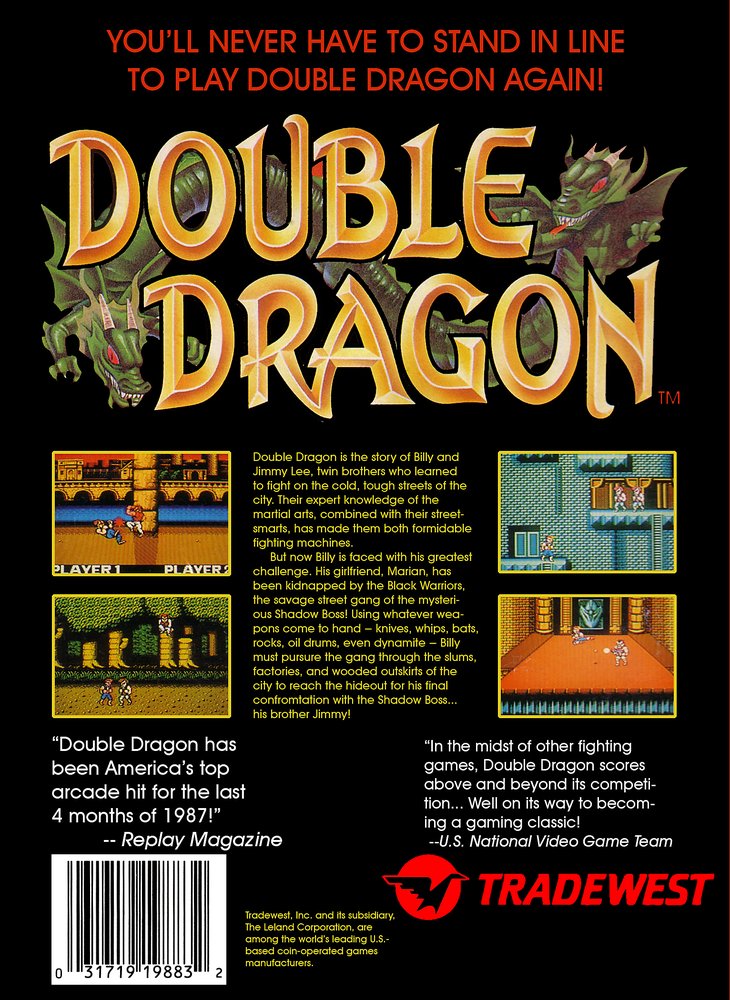 YOU'LL NEVER HAVE TO STAND IN LINE
TO PLAY DOUBLE DRAGON AGAIN!
DOUBLE
DRAGON
TM
PLAYER 1 PLAYER 2
Double Dragon is the story of Billy and
Jimmy Lee, twin brothers who learned
to fight on the cold, tough streets of the
city. Their expert knowledge of the
martial arts, combined with their street-
smarts, has made them both formidable
fighting machines.
But now Billy is faced with his greatest
challenge. His girlfriend, Marian, has
been kidnapped by the Black Warriors,
the savage street gang of the mysteri-
ous Shadow Boss! Using whatever wea-
pons come to hand – knives, whips, bats,
rocks, oil drums, even dynamite – Billy
must pursure the gang through the slums,
factories, and wooded outskirts of the
city to reach the hideout for his final
confromtation with the Shadow Boss...
his brother Jimmy!
“Double Dragon has
been America's top
arcade hit for the last
4 months of 1987!”
-- Replay Magazine
“In the midst of other fighting
games, Double Dragon scores
above and beyond its competi-
tion... Well on its way to becom-
ing a gaming classic!
--U.S. National Video Game Team
TRADEWEST
Tradewest, Inc. and its subsidiary,
The Leland Corporation, are
among the world's leading U.S.-
based coin-operated games
manufacturers.
0 31719 19883 2